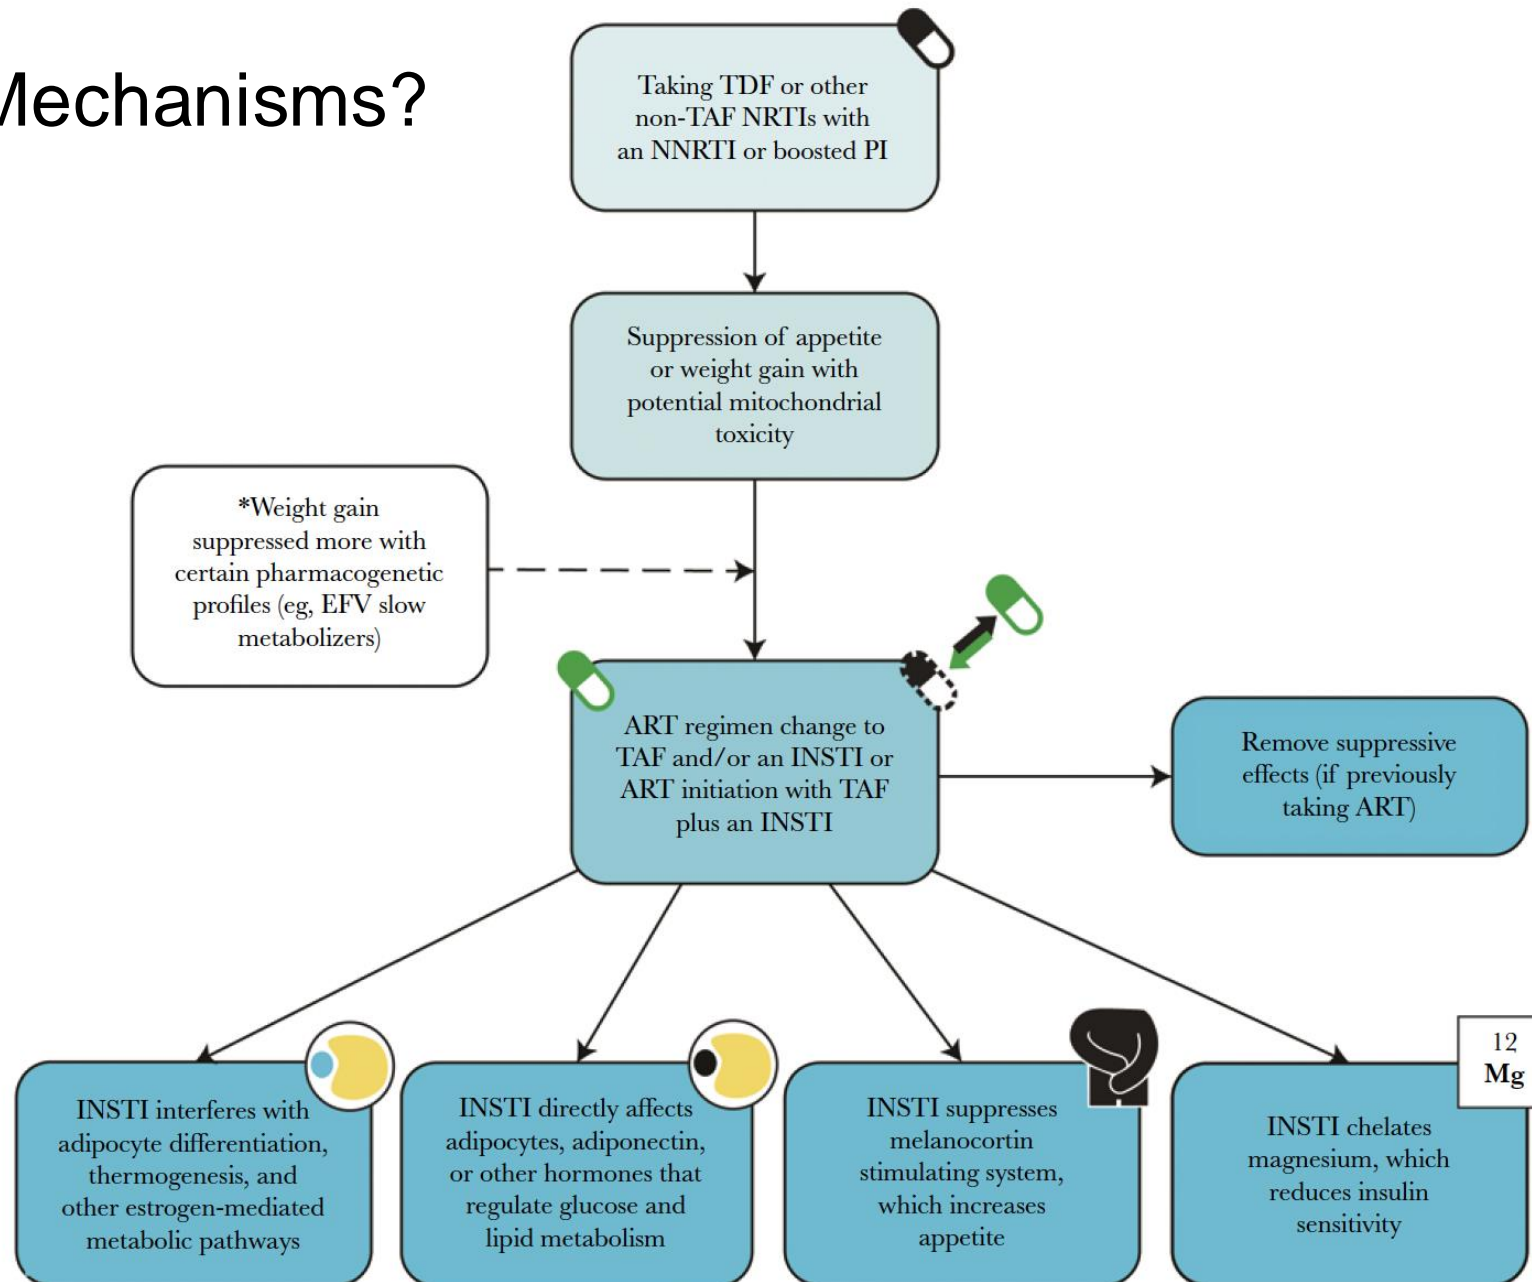 Mechanisms?
Taking TDF or other
non-TAF NRTIs with
an NNRTI or boosted PI
Suppression of appetite
or weight gain with
potential mitochondrial
toxicity
*Weight gain
suppressed more with
certain pharmacogenetic
profiles (eg, EFV slow
metabolizers)
ART regimen change to
TAF and/or an INSTI or
ART initiation with TAF
plus an INSTI
Remove suppressive
effects (if previously
taking ART)
INSTI interferes with
adipocyte differentiation,
thermogenesis, and
other estrogen-mediated
metabolic pathways
INSTI directly affects
adipocytes, adiponectin,
or other hormones that
regulate glucose and
lipid metabolism
INSTI suppresses
melanocortin
stimulating system,
which increases
appetite
12
Mg
INSTI chelates
magnesium, which
reduces insulin
sensitivity